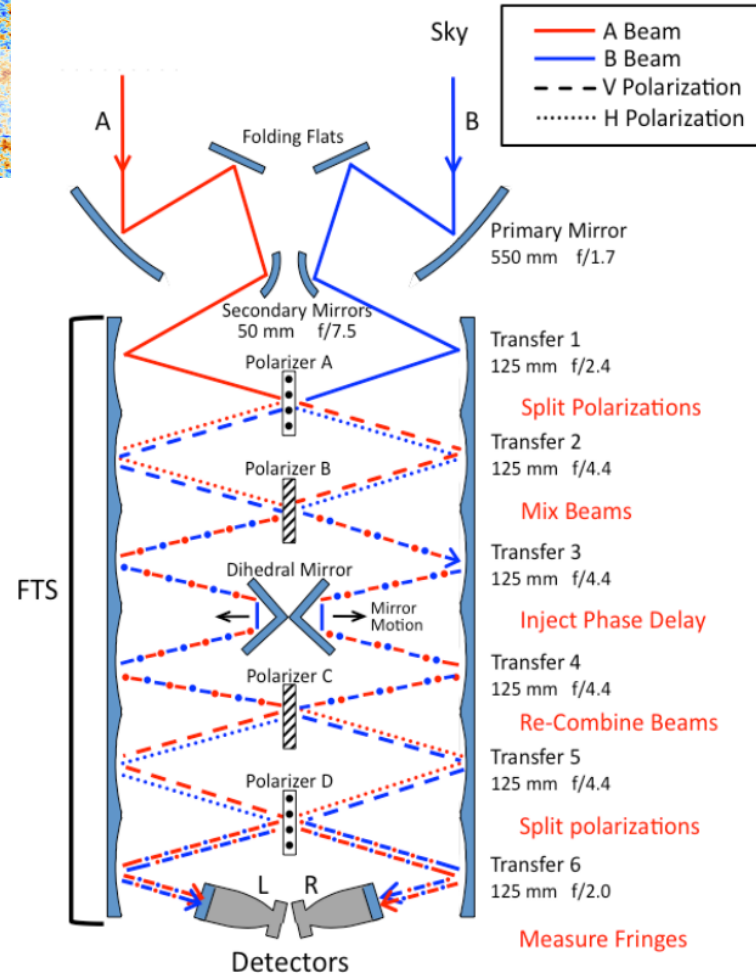 Sky
A Beam
B Beam
V Polarization
H Polarization
A
B
Folding Flats
Primary Mirror
550 mm f/1.7
Secondary Mirrors
50 mm f/7.5
Transfer 1
125 mm f/2.4
Polarizer A
Split Polarizations
Transfer 2
125 mm f/4.4
Polarizer B
Mix Beams
Transfer 3
125 mm f/4.4
Dihedral Mirror
FTS
Mirror
Motion
Inject Phase Delay
Transfer 4
125 mm f/4.4
Polarizer C
Re-Combine Beams
Transfer 5
125 mm f/4.4
Polarizer D
Split polarizations
Transfer 6
125 mm f/2.0
L R
Measure Fringes
Detectors